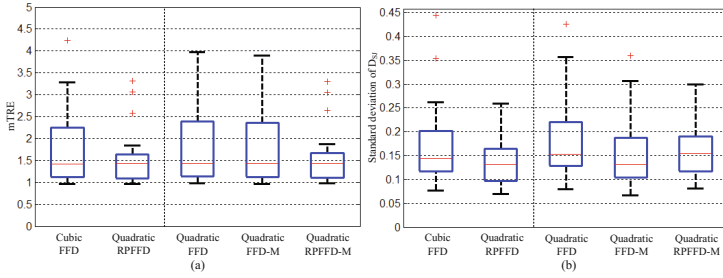 5
4.5
4
3.5
3
2.5
2
1.5
1
0.5
0
mTRE
Cubic FFD
Quadratic RPFFD
Quadratic FFD
Quadratic FFD-M
Quadratic RPFFD-M
(a)
0.45
0.4
0.35
0.3
0.25
0.2
0.15
0.1
0.05
0
Standard deviation of D_SJ
Cubic FFD
Quadratic RPFFD
Quadratic FFD
Quadratic FFD-M
Quadratic RPFFD-M
(b)